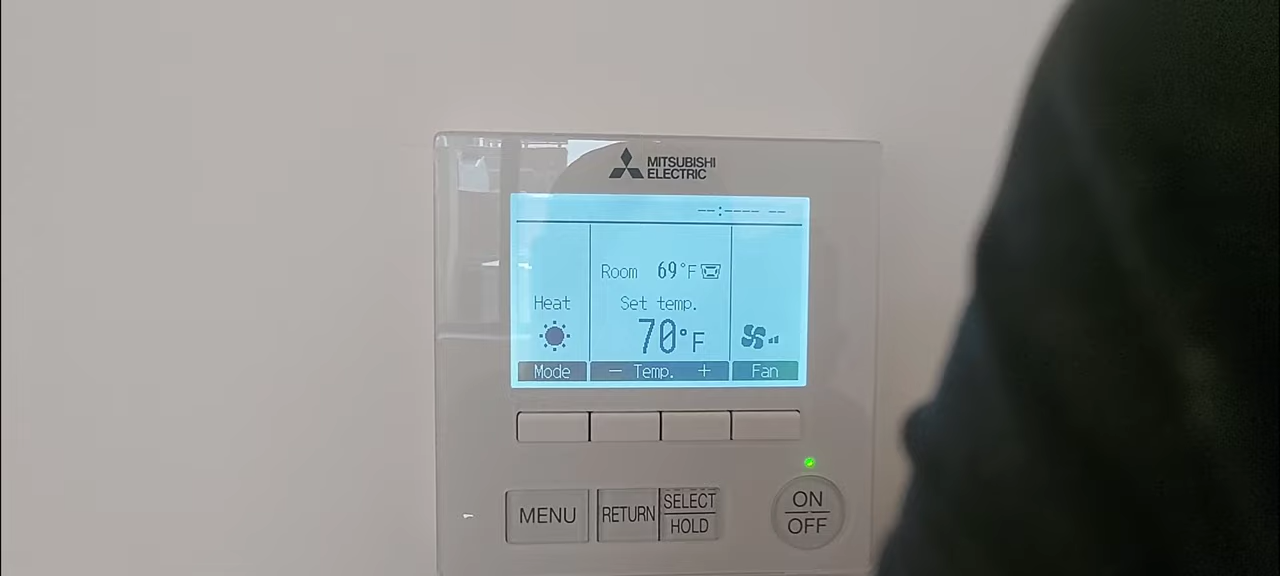 MITSUBISHI
ELECTRIC
--:---- --
Room 69°F
Heat
Set temp.
70°F
Mode
− Temp. +
Fan
MENU
RETURN
SELECT
HOLD
ON
OFF